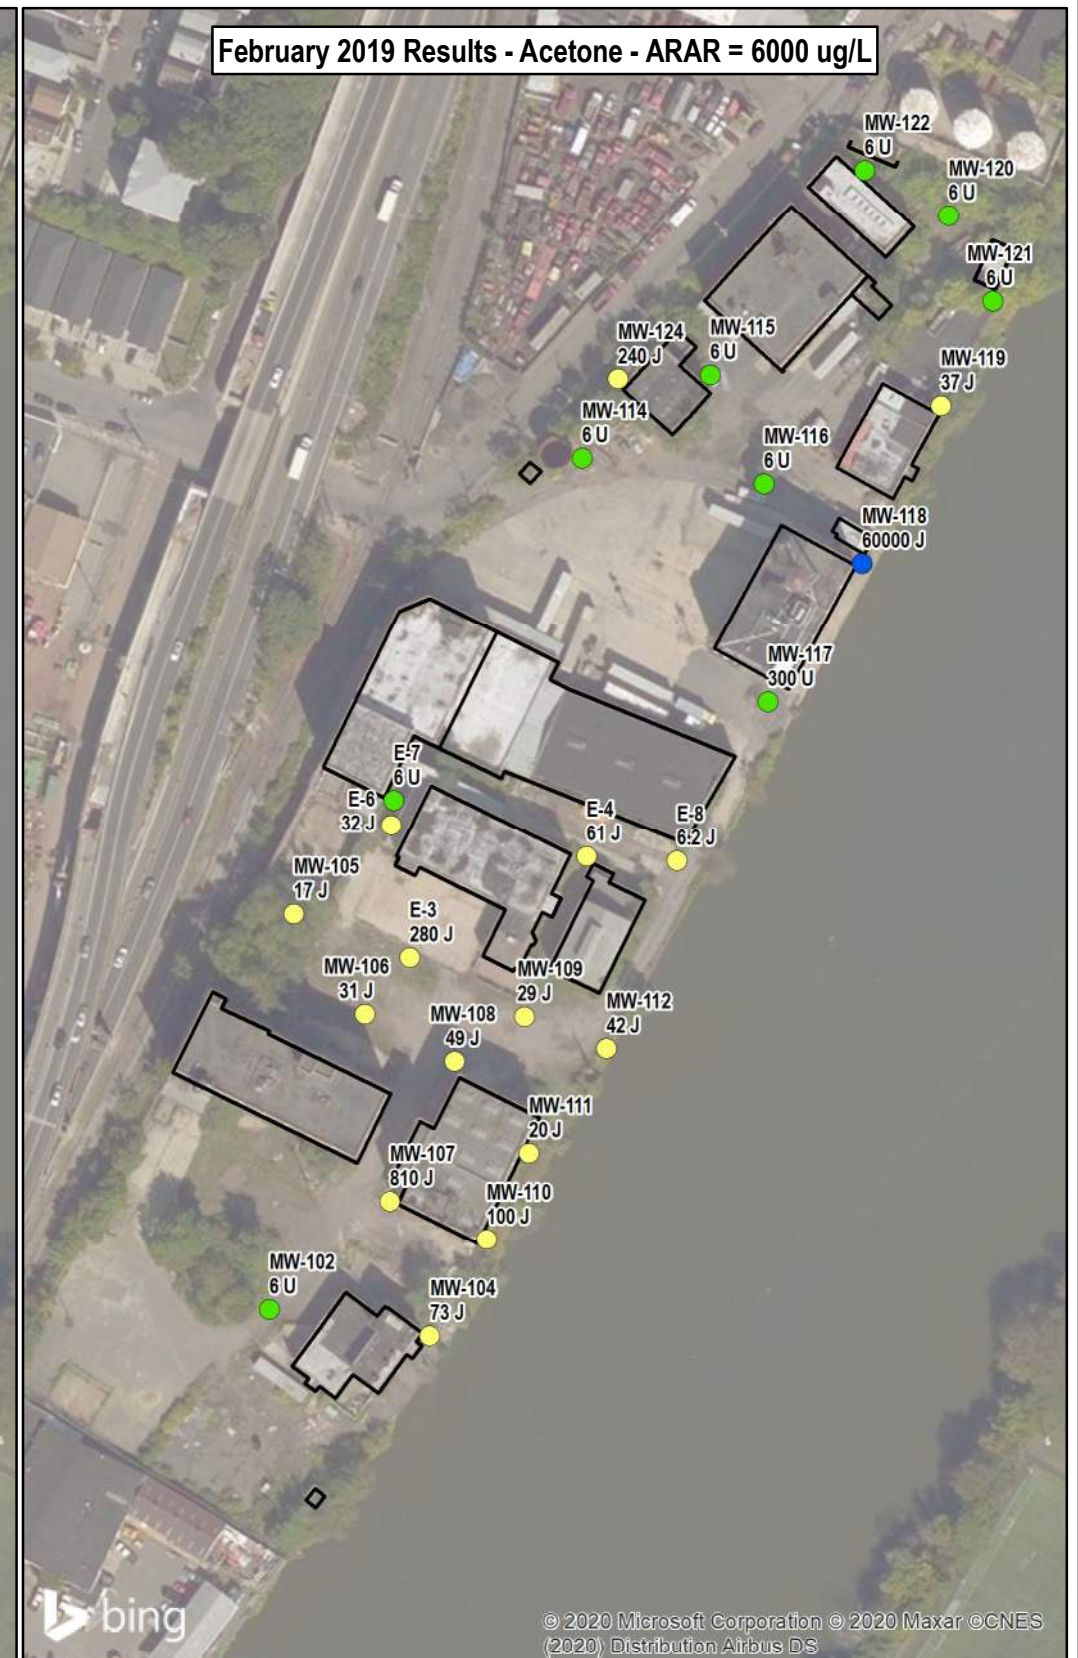 February 2019 Results - Acetone - ARAR = 6000 ug/L
MW-122
6 U
MW-120
6 U
MW-121
6 U
MW-124
240 J
MW-115
6 U
MW-119
37 J
MW-114
6 U
MW-116
6 U
MW-118
60000 J
MW-117
300 U
E-7
6 U
E-6
32 J
E-4
61 J
E-8
6.2 J
MW-105
17 J
E-3
280 J
MW-106
31 J
MW-109
29 J
MW-108
49 J
MW-112
42 J
MW-111
20 J
MW-107
810 J
MW-110
100 J
MW-102
6 U
MW-104
73 J
bing
© 2020 Microsoft Corporation © 2020 Maxar ©CNES
(2020) Distribution Airbus DS